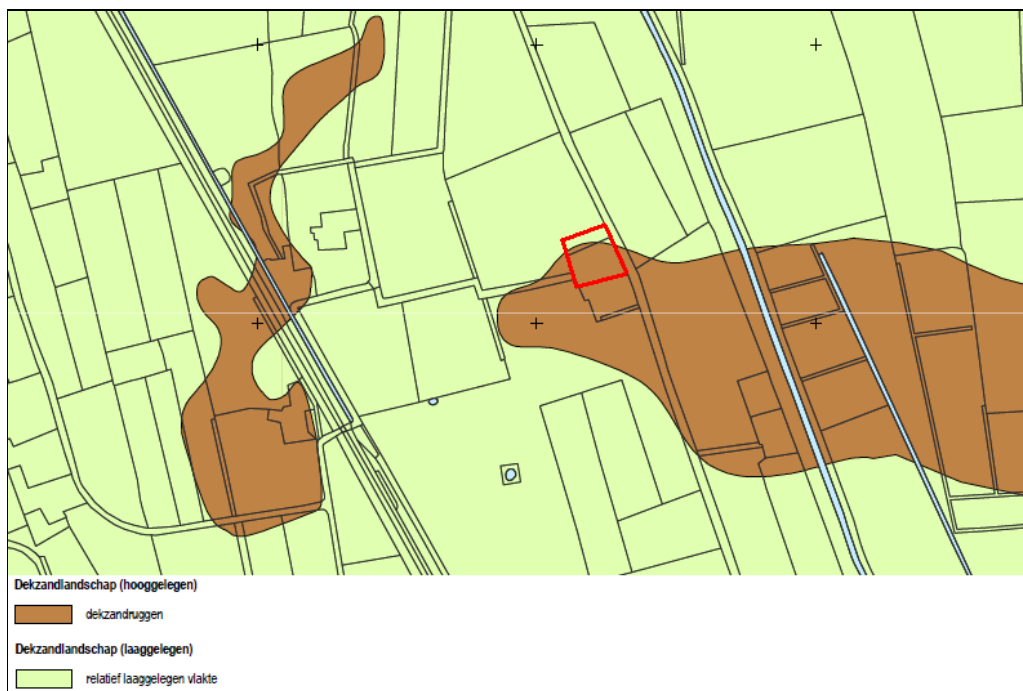 Dekzandlandschap (hooggelegen)
dekzandruggen
Dekzandlandschap (laaggelegen)
relatief laaggelegen vlakte